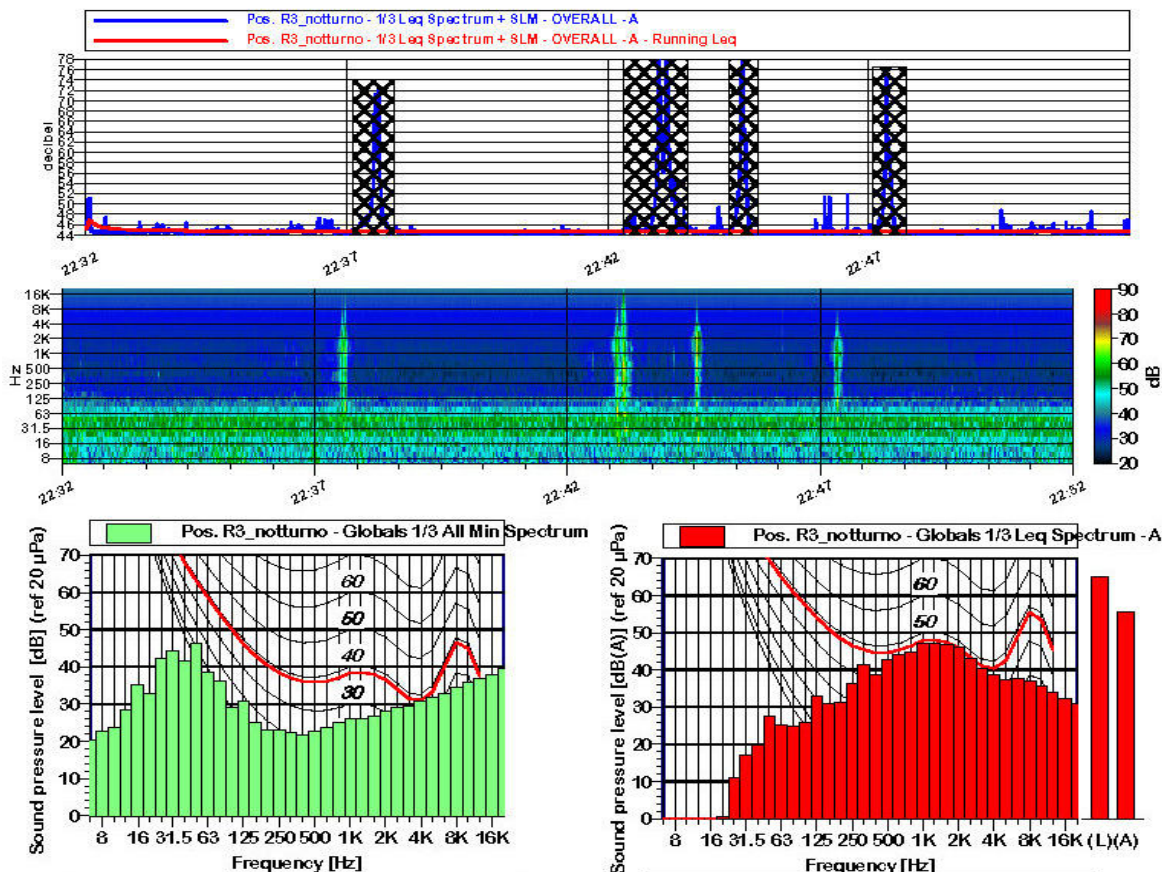 Pos. R3_notturno - 1/3 Leq Spectrum + SLM - OVERALL - A
Pos. R3_notturno - 1/3 Leq Spectrum + SLM - OVERALL - A - Running Leq
decibel
78
76
74
72
70
68
66
64
62
60
58
56
54
52
50
48
46
44
22:32 22:37 22:42 22:47
Hz
16K
8K
4K
2K
1K
500
250
125
63
31.5
16
8
22:32 22:37 22:42 22:47 22:52
90
80
70
60
50
40
30
20
dB
Pos. R3_notturno - Globals 1/3 All Min Spectrum
Sound pressure level [dB] (ref 20 µPa)
70
60
50
40
30
20
10
0
60
50
40
30
8 16 31.5 63 125 250 500 1K 2K 4K 8K 16K
Frequency [Hz]
Pos. R3_notturno - Globals 1/3 Leq Spectrum - A
Sound pressure level [dB(A)] (ref 20 µPa)
70
60
50
40
30
20
10
0
60
50
8 16 31.5 63 125 250 500 1K 2K 4K 8K 16K (L)(A)
Frequency [Hz]